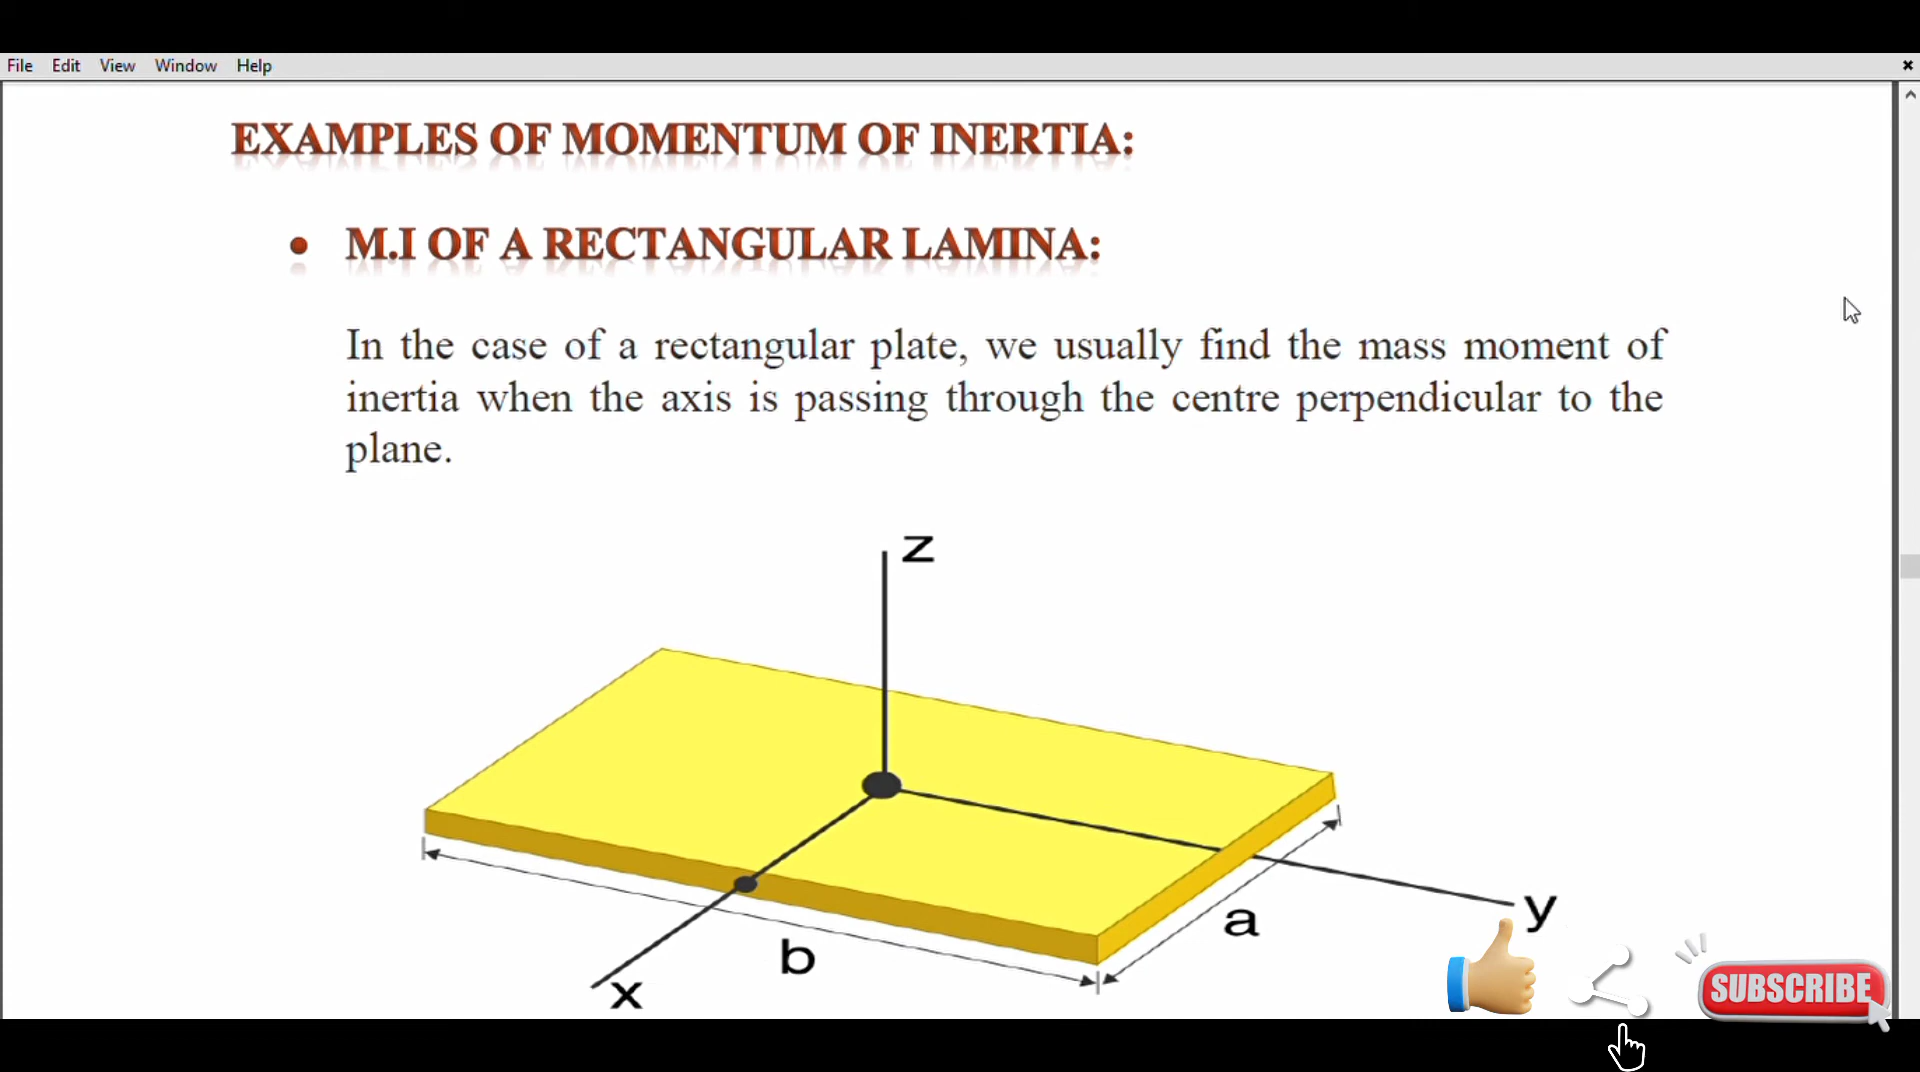 File Edit View Window Help
EXAMPLES OF MOMENTUM OF INERTIA:
• M.I OF A RECTANGULAR LAMINA:
In the case of a rectangular plate, we usually find the mass moment of
inertia when the axis is passing through the centre perpendicular to the
plane.
z
y
a
b
x
SUBSCRIBE